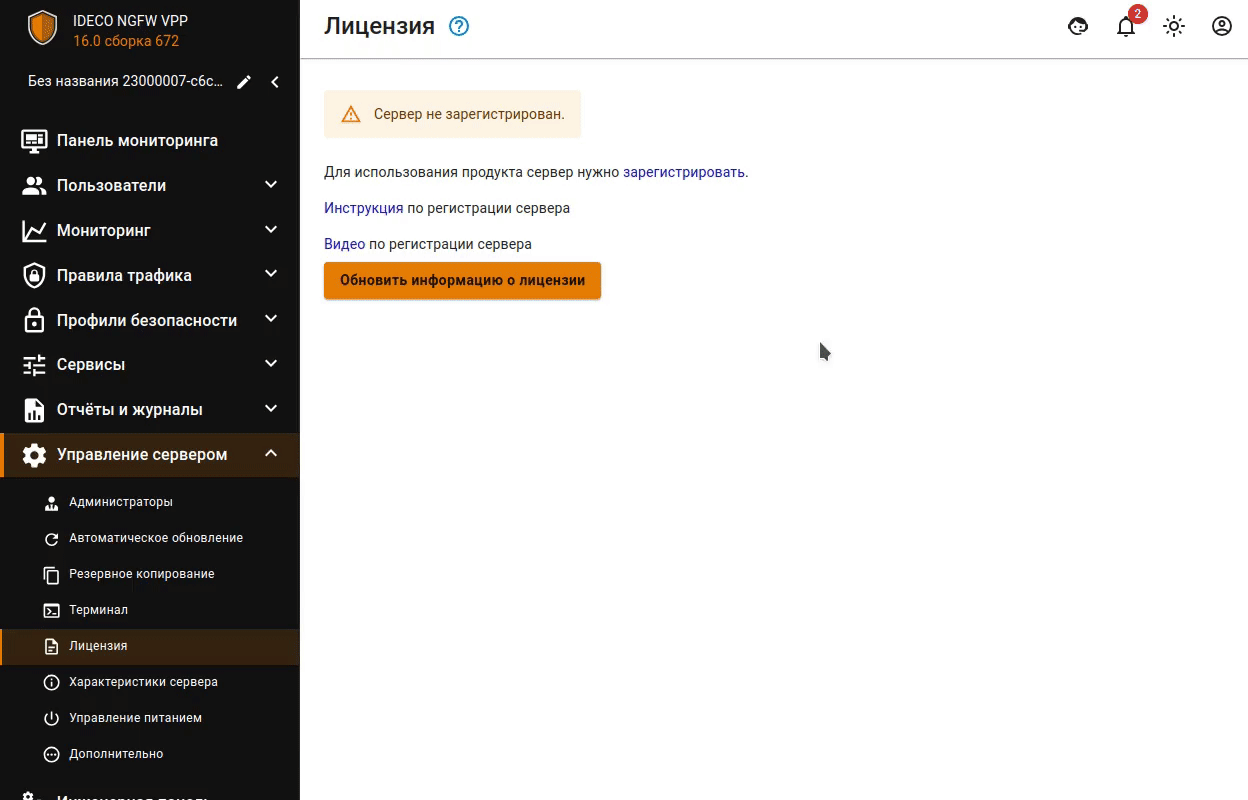 IDECO NGFW VPP
16.0 сборка 672
Без названия 23000007-c6c...
Панель мониторинга
Пользователи
Мониторинг
Правила трафика
Профили безопасности
Сервисы
Отчёты и журналы
Управление сервером
Администраторы
Автоматическое обновление
Резервное копирование
Терминал
Лицензия
Характеристики сервера
Управление питанием
Дополнительно
Инженерная панель
Лицензия
2
Сервер не зарегистрирован.
Для использования продукта сервер нужно зарегистрировать.
Инструкция по регистрации сервера
Видео по регистрации сервера
Обновить информацию о лицензии